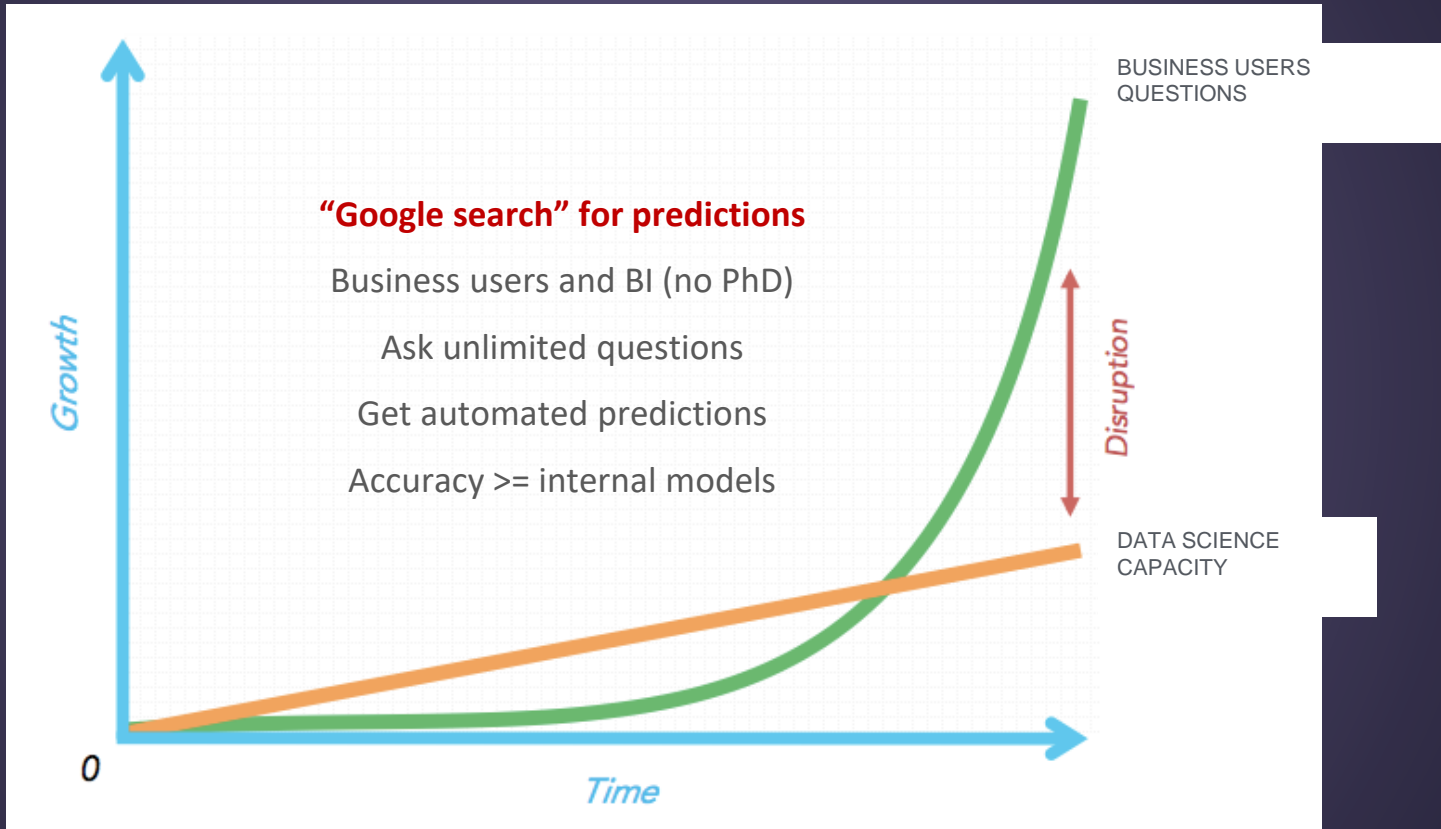 BUSINESS USERS
QUESTIONS
“Google search” for predictions
Business users and BI (no PhD)
Ask unlimited questions
Get automated predictions
Accuracy >= internal models
Growth
Disruption
DATA SCIENCE
CAPACITY
0
Time